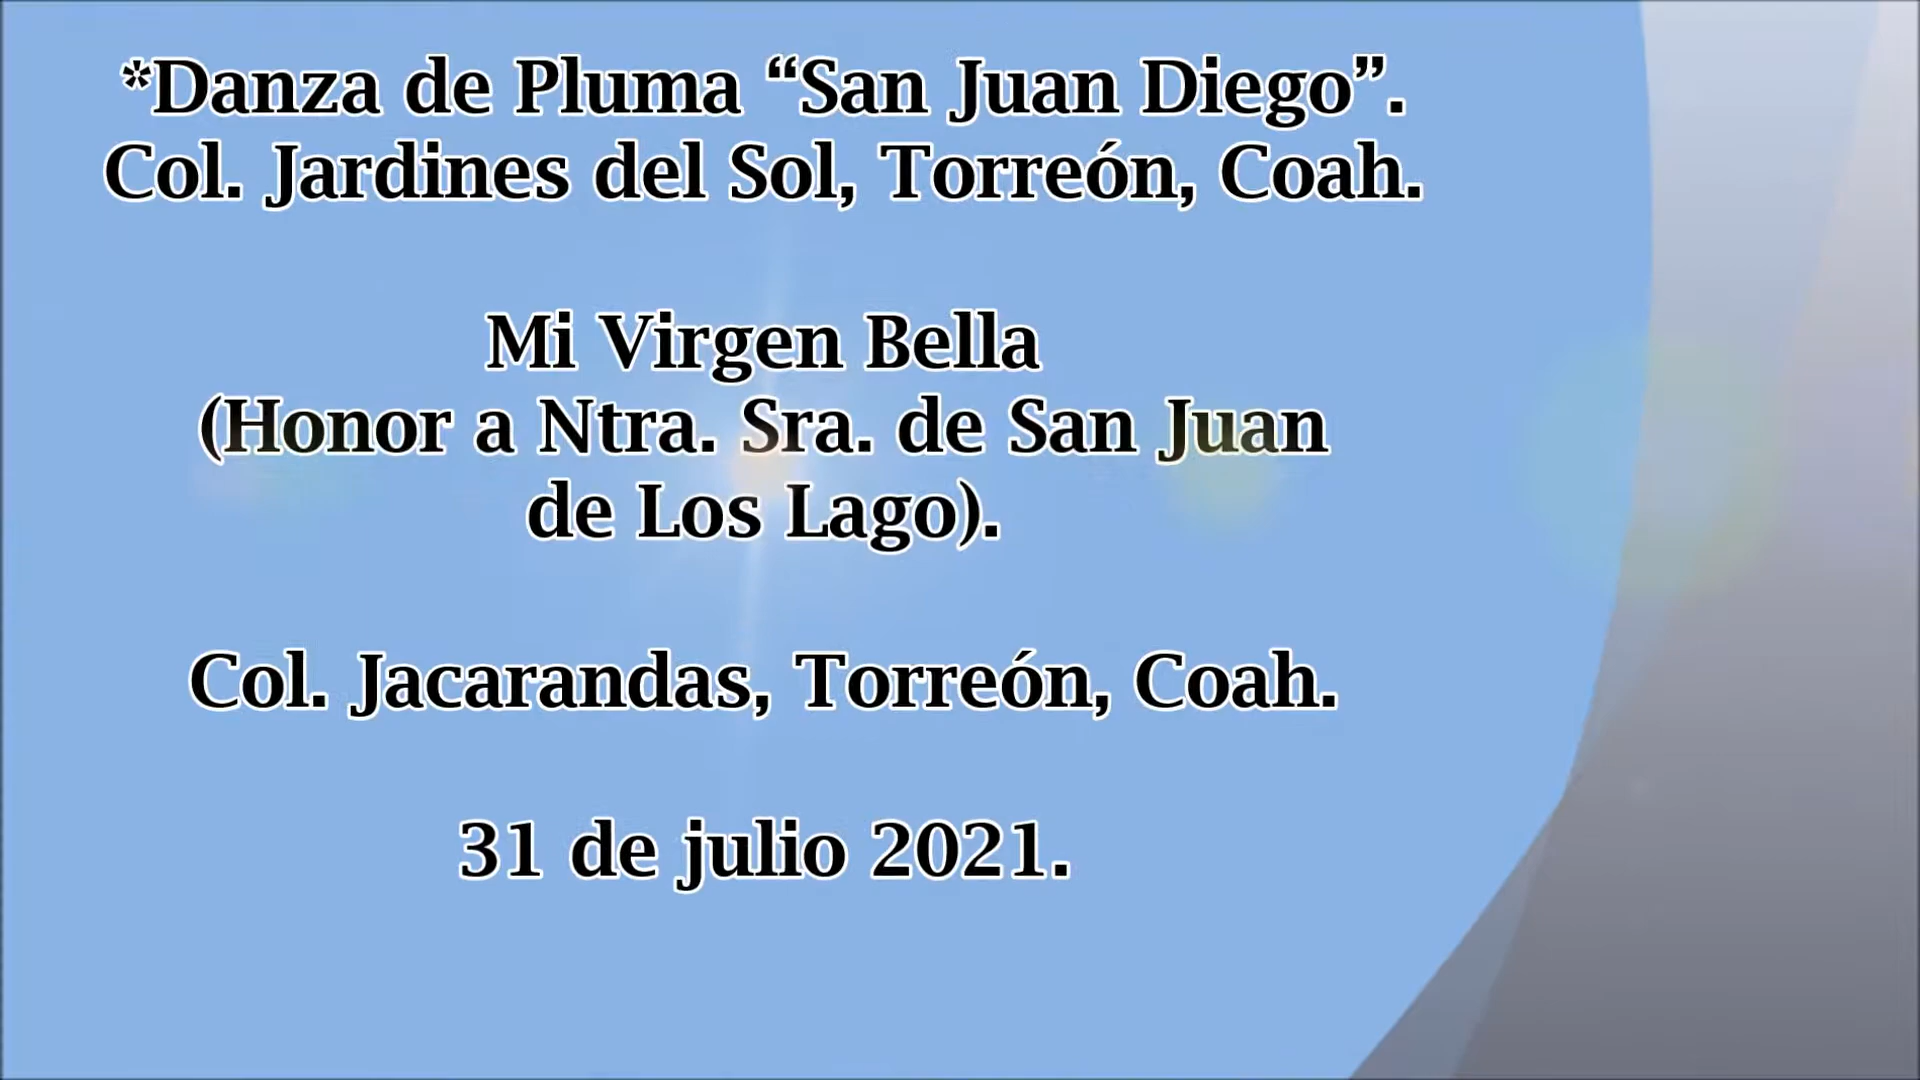 *Danza de Pluma “San Juan Diego”.
Col. Jardines del Sol, Torreón, Coah.
Mi Virgen Bella
(Honor a Ntra. Sra. de San Juan
de Los Lago).
Col. Jacarandas, Torreón, Coah.
31 de julio 2021.